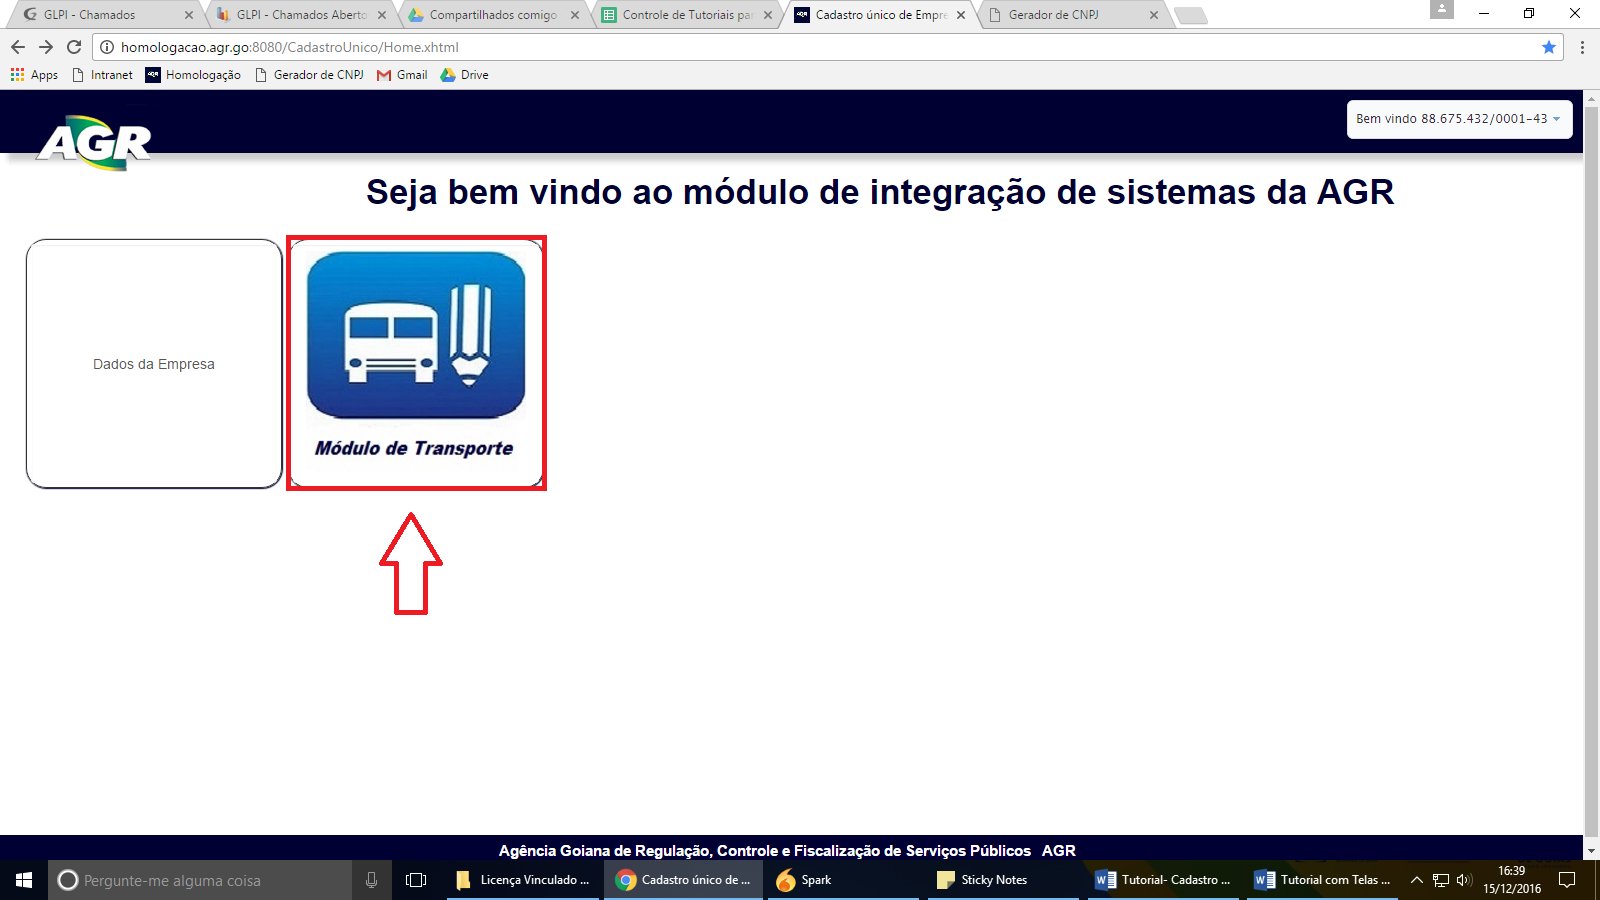 GLPI - Chamados
GLPI - Chamados Aberto
Compartilhados comigo
Controle de Tutoriais par
Cadastro único de Empre
Gerador de CNPJ
homologacao.agr.go:8080/CadastroUnico/Home.xhtml
Apps
Intranet
AGR
Homologação
Gerador de CNPJ
Gmail
Drive
AGR
Bem vindo 88.675.432/0001-43
Seja bem vindo ao módulo de integração de sistemas da AGR
Dados da Empresa
Módulo de Transporte
Agência Goiana de Regulação, Controle e Fiscalização de Serviços Públicos AGR
Pergunte-me alguma coisa
Licença Vinculado ...
Cadastro único de ...
Spark
Sticky Notes
Tutorial- Cadastro ...
Tutorial com Telas ...
16:39
15/12/2016